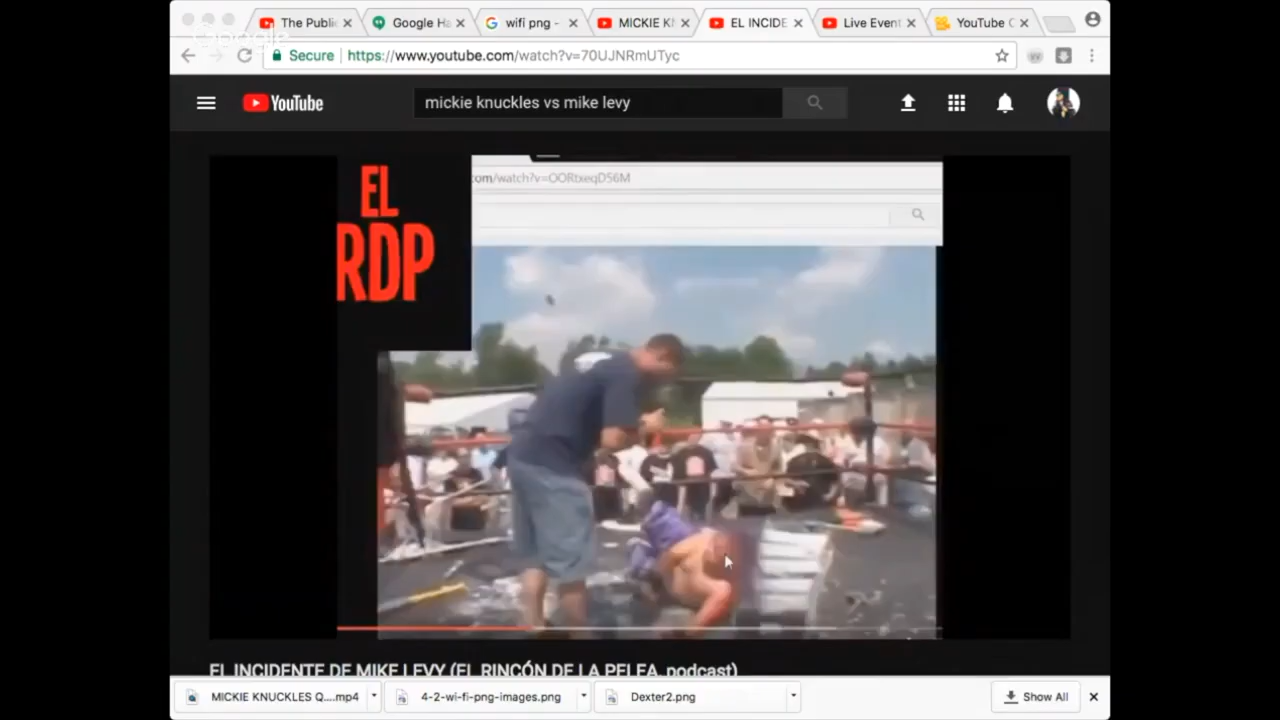 The Public
Google Ha
wifi png -
MICKIE K
EL INCIDE
Live Event
YouTube C
Google
Secure
https://www.youtube.com/watch?v=70UJNRmUTyc
YouTube
mickie knuckles vs mike levy
EL
RDP
com/watch?v=OORtxeqD56M
EL INCIDENTE DE MIKE LEVY (EL RINCÓN DE LA PELEA, podcast)
MICKIE KNUCKLES Q....mp4
4-2-wi-fi-png-images.png
Dexter2.png
Show All